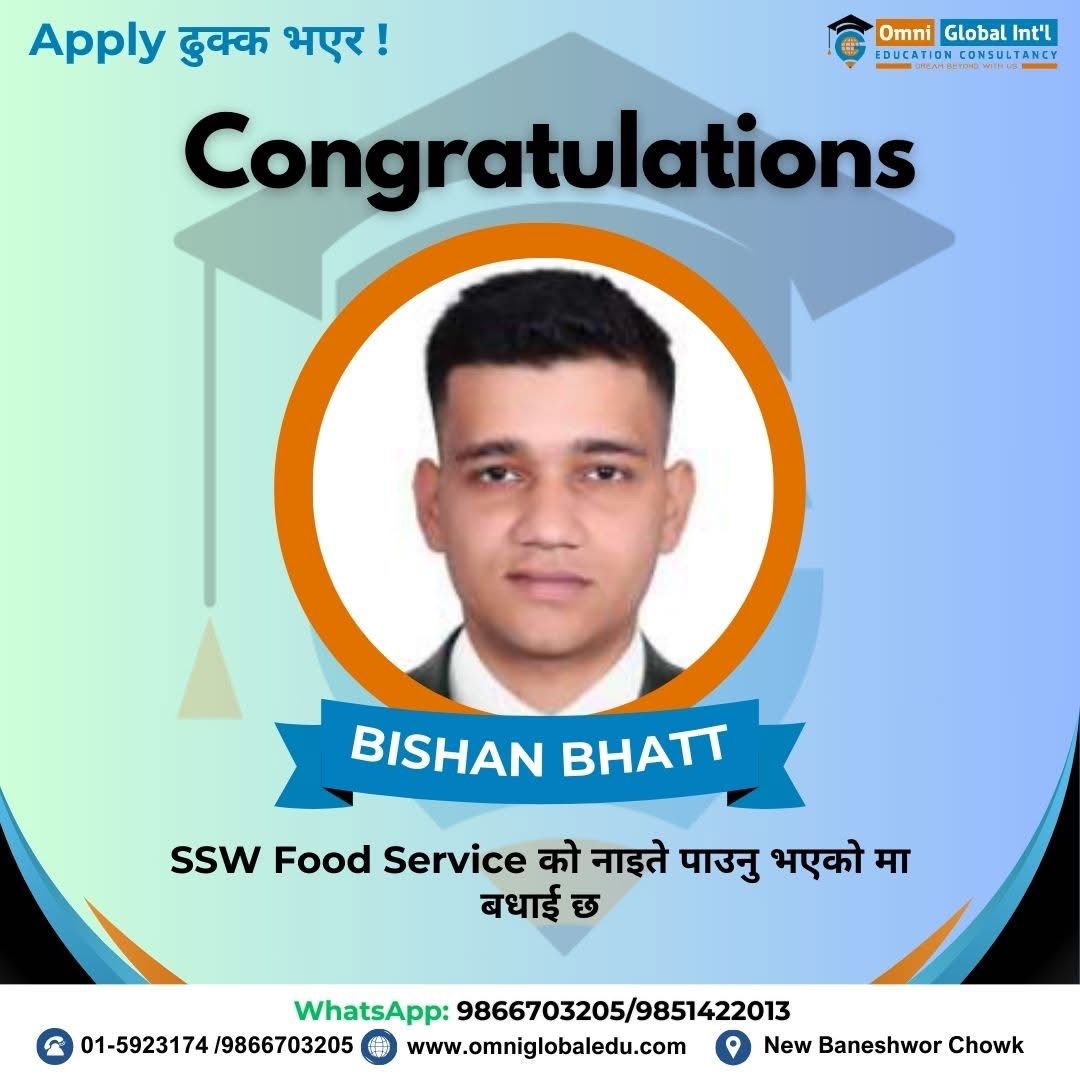 Apply ढुक्क भएर !
Omni Global Int'l
EDUCATION CONSULTANCY
DREAM BEYOND WITH US
Congratulations
BISHAN BHATT
SSW Food Service को नाइते पाउनु भएको मा
बधाई छ
WhatsApp: 9866703205/9851422013
01-5923174 /9866703205 www.omniglobaledu.com New Baneshwor Chowk